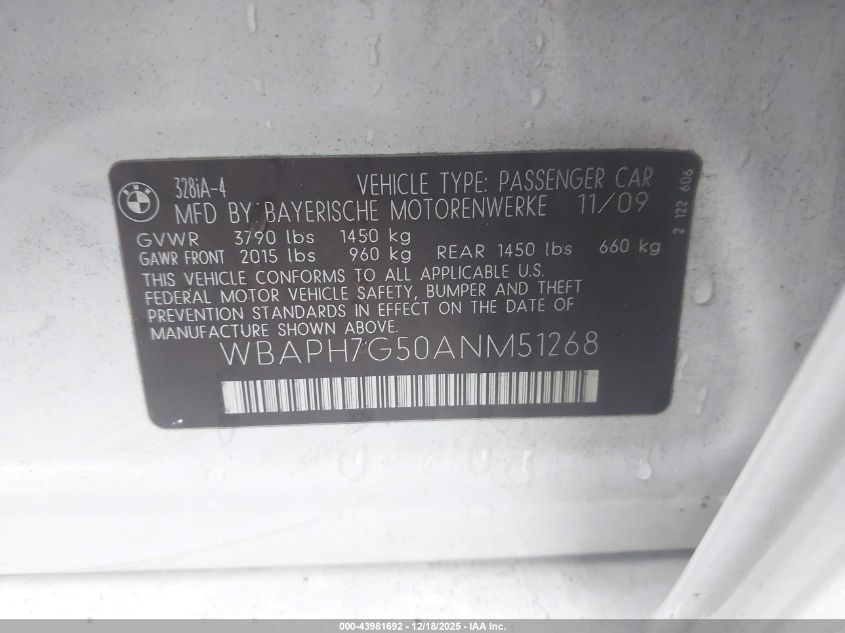 BMW
328iA-4 VEHICLE TYPE: PASSENGER CAR
MFD BY BAYERISCHE MOTORENWERKE 11/09
GVWR 3790 lbs 1450 kg
GAWR FRONT 2015 lbs 960 kg REAR 1450 lbs 660 kg
THIS VEHICLE CONFORMS TO ALL APPLICABLE U.S.
FEDERAL MOTOR VEHICLE SAFETY, BUMPER AND THEFT
PREVENTION STANDARDS IN EFFECT ON THE DATE OF
MANUFACTURE SHOWN ABOVE.
WBAPH7G50ANM51268
2 122 606
000-43981692 - 12/18/2025 - IAA Inc.